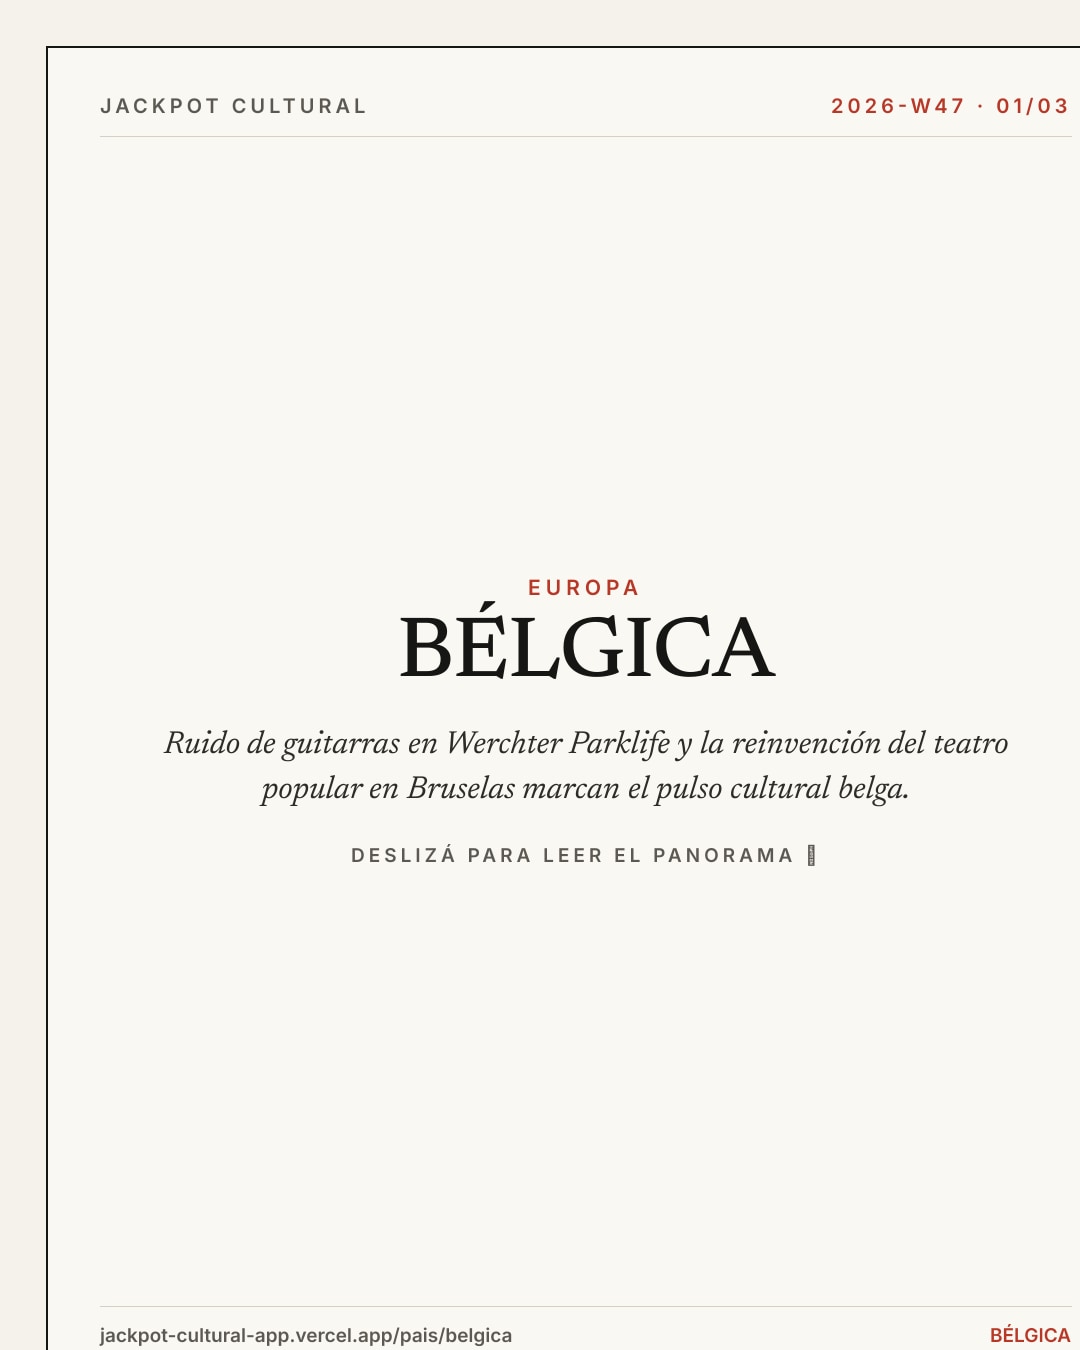 JACKPOT CULTURAL
2026-W47 · 01/03
EUROPA
BÉLGICA
Ruido de guitarras en Werchter Parklife y la reinvención del teatro
popular en Bruselas marcan el pulso cultural belga.
DESLIZÁ PARA LEER EL PANORAMA
jackpot-cultural-app.vercel.app/pais/belgica
BÉLGICA